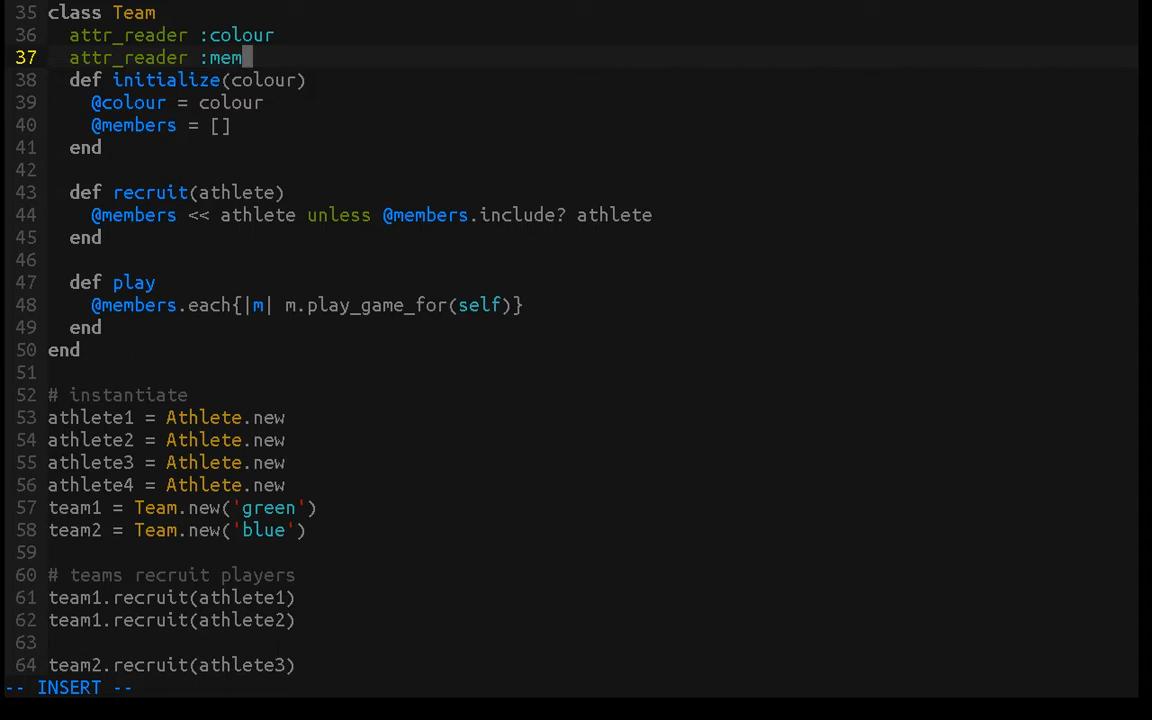 35 class Team
36   attr_reader :colour
37   attr_reader :mem
38   def initialize(colour)
39     @colour = colour
40     @members = []
41   end
42
43   def recruit(athlete)
44     @members << athlete unless @members.include? athlete
45   end
46
47   def play
48     @members.each{|m| m.play_game_for(self)}
49   end
50 end
51
52 # instantiate
53 athlete1 = Athlete.new
54 athlete2 = Athlete.new
55 athlete3 = Athlete.new
56 athlete4 = Athlete.new
57 team1 = Team.new('green')
58 team2 = Team.new('blue')
59
60 # teams recruit players
61 team1.recruit(athlete1)
62 team1.recruit(athlete2)
63
64 team2.recruit(athlete3)
-- INSERT --